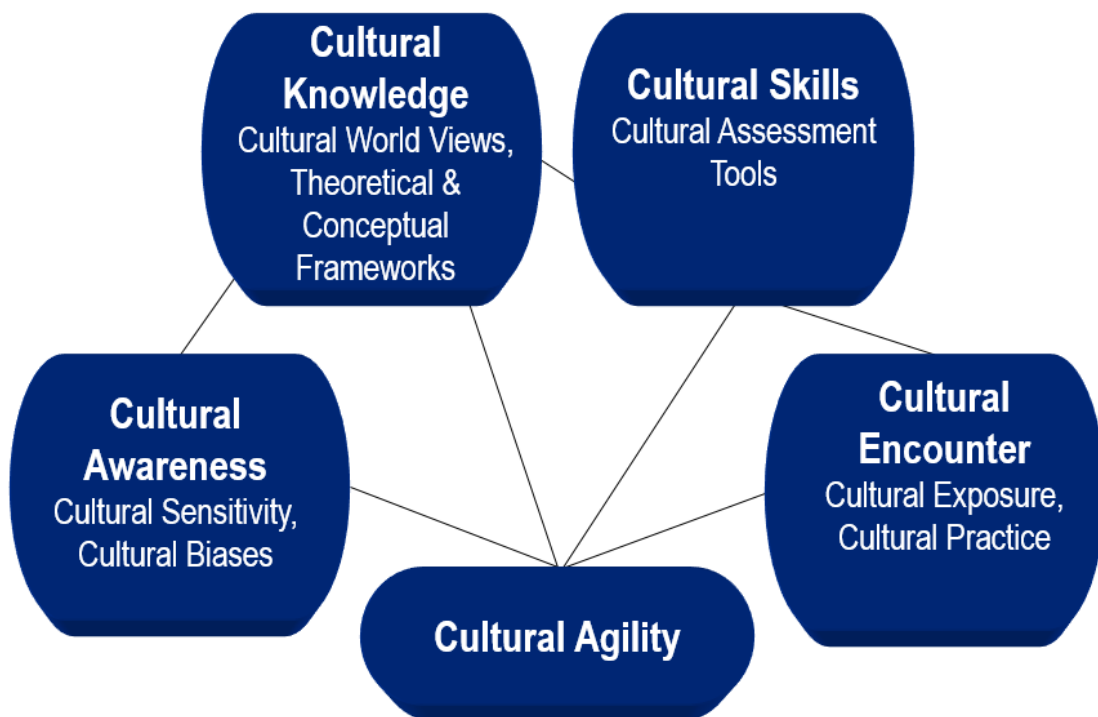 Cultural
Knowledge
Cultural World Views,
Theoretical &
Conceptual
Frameworks
Cultural Skills
Cultural Assessment
Tools
Cultural
Awareness
Cultural Sensitivity,
Cultural Biases
Cultural
Encounter
Cultural Exposure,
Cultural Practice
Cultural Agility